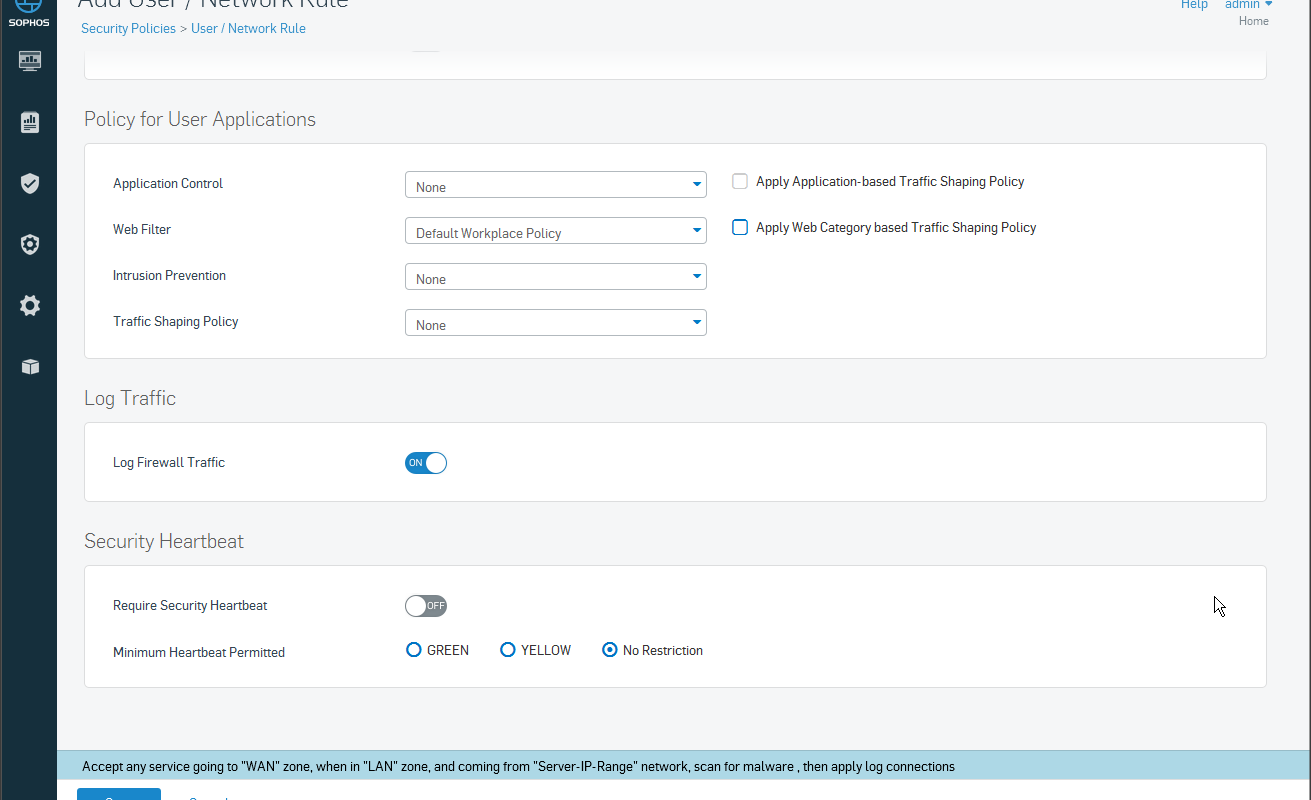 Add User / Network Rule
Help admin
SOPHOS
Security Policies > User / Network Rule
Home
Policy for User Applications
Application Control
None
Apply Application-based Traffic Shaping Policy
Web Filter
Default Workplace Policy
Apply Web Category based Traffic Shaping Policy
Intrusion Prevention
None
Traffic Shaping Policy
None
Log Traffic
Log Firewall Traffic
ON
Security Heartbeat
Require Security Heartbeat
OFF
Minimum Heartbeat Permitted
GREEN
YELLOW
No Restriction
Accept any service going to "WAN" zone, when in "LAN" zone, and coming from "Server-IP-Range" network, scan for malware , then apply log connections